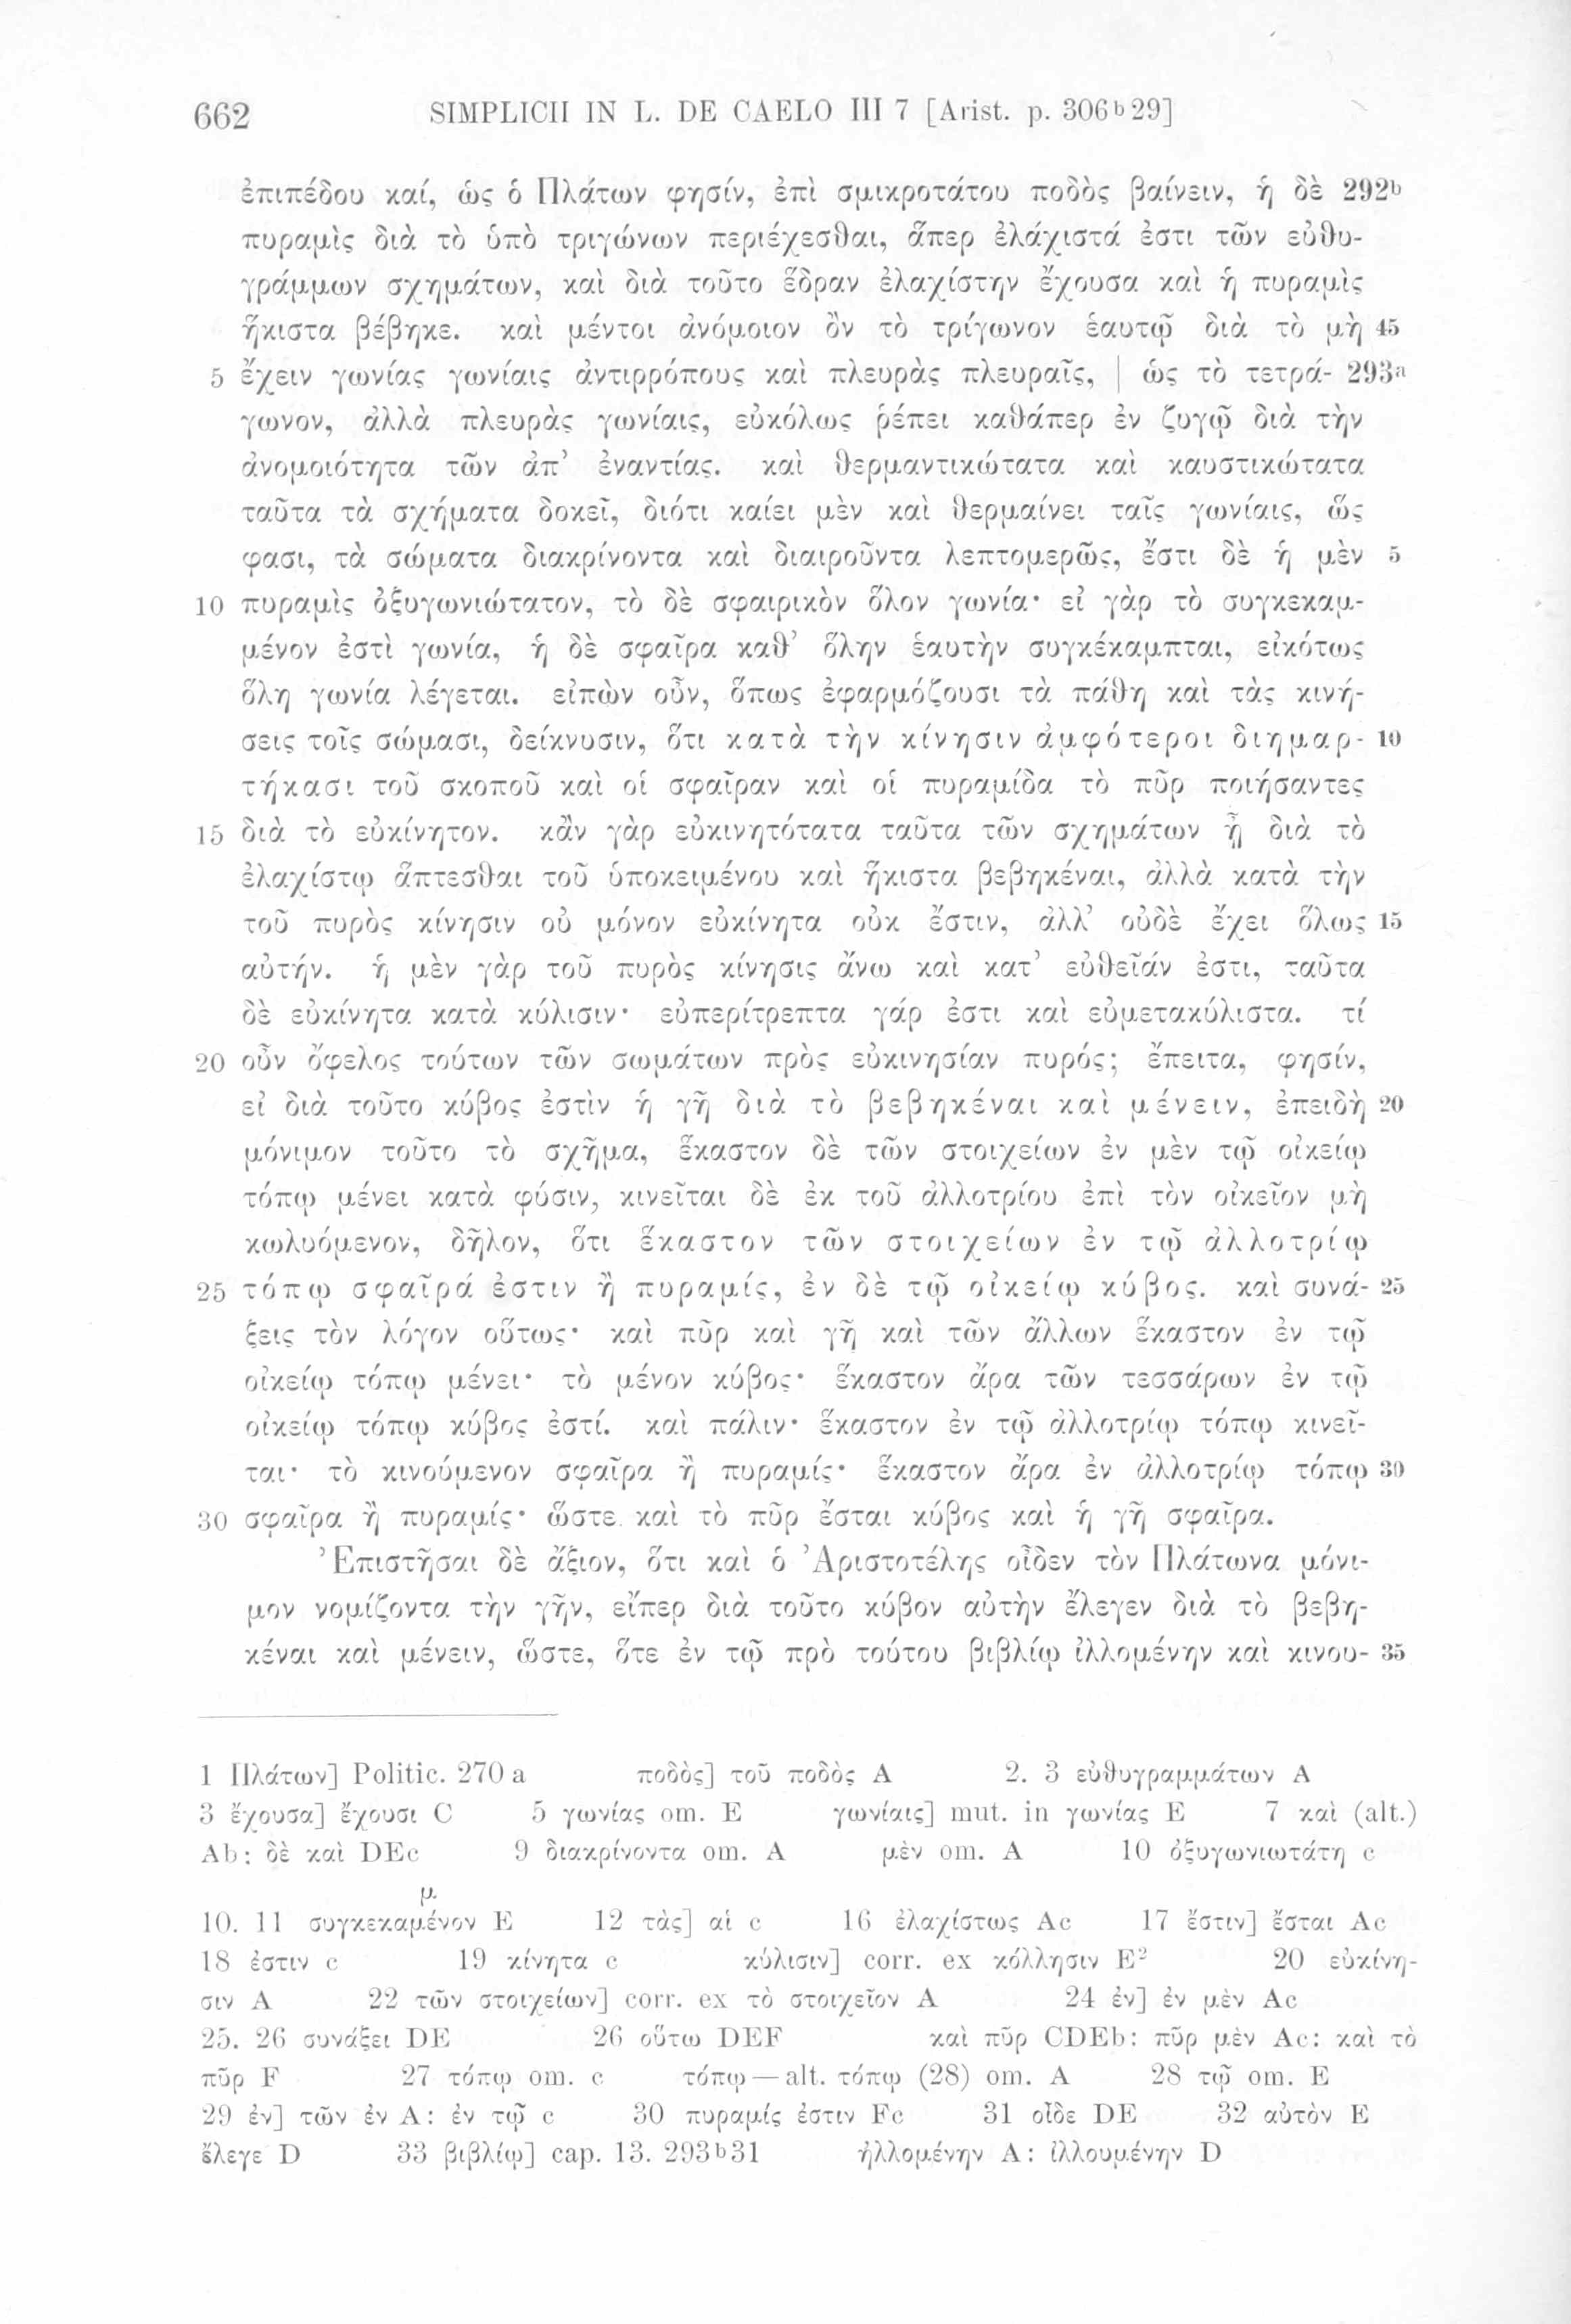 662 SIMPLICII IN L. DE CAELO III 7 [Arist. p. 306ᵇ29]
ἐπιπέδου καί, ὡς ὁ Πλάτων φησίν, ἐπὶ σμικροτάτου ποδὸς βαίνειν, ἡ δὲ 292ᵇ
πυραμὶς διὰ τὸ ὑπὸ τριγώνων περιέχεσθαι, ἅπερ ἐλάχιστά ἐστι τῶν εὐθυ-
γράμμων σχημάτων, καὶ διὰ τοῦτο ἕδραν ἐλαχίστην ἔχουσα καὶ ἡ πυραμὶς
ἥκιστα βέβηκε. καὶ μέντοι ἀνόμοιον ὂν τὸ τρίγωνον ἑαυτῷ διὰ τὸ μὴ 45
5 ἔχειν γωνίας γωνίαις ἀντιρρόπους καὶ πλευρὰς πλευραῖς, | ὡς τὸ τετρά- 293ᵃ
γωνον, ἀλλὰ πλευρὰς γωνίαις, εὐκόλως ῥέπει καθάπερ ἐν ζυγῷ διὰ τὴν
ἀνομοιότητα τῶν ἀπ’ ἐναντίας. καὶ θερμαντικώτατα καὶ καυστικώτατα
ταῦτα τὰ σχήματα δοκεῖ, διότι καίει μὲν καὶ θερμαίνει ταῖς γωνίαις, ὥς
φασι, τὰ σώματα διακρίνοντα καὶ διαιροῦντα λεπτομερῶς, ἔστι δὲ ἡ μὲν 5
10 πυραμὶς ὀξυγωνιώτατον, τὸ δὲ σφαιρικὸν ὅλον γωνία· εἰ γὰρ τὸ συγκεκαμ-
μένον ἐστὶ γωνία, ἡ δὲ σφαῖρα καθ’ ὅλην ἑαυτὴν συγκέκαμπται, εἰκότως
ὅλη γωνία λέγεται. εἰπὼν οὖν, ὅπως ἐφαρμόζουσι τὰ πάθη καὶ τὰς κινή-
σεις τοῖς σώμασι, δείκνυσιν, ὅτι κατὰ τὴν κίνησιν ἀμφότεροι διημαρ- 10
τήκασι τοῦ σκοποῦ καὶ οἱ σφαῖραν καὶ οἱ πυραμίδα τὸ πῦρ ποιήσαντες
15 διὰ τὸ εὐκίνητον. κἂν γὰρ εὐκινητότατα ταῦτα τῶν σχημάτων ᾖ διὰ τὸ
ἐλαχίστῳ ἅπτεσθαι τοῦ ὑποκειμένου καὶ ἥκιστα βεβηκέναι, ἀλλὰ κατὰ τὴν
τοῦ πυρὸς κίνησιν οὐ μόνον εὐκίνητα οὐκ ἔστιν, ἀλλ’ οὐδὲ ἔχει ὅλως 15
αὐτήν. ἡ μὲν γὰρ τοῦ πυρὸς κίνησις ἄνω καὶ κατ’ εὐθεῖάν ἐστι, ταῦτα
δὲ εὐκίνητα κατὰ κύλισιν· εὐπερίτρεπτα γάρ ἐστι καὶ εὐμετακύλιστα. τί
20 οὖν ὄφελος τούτων τῶν σωμάτων πρὸς εὐκινησίαν πυρός; ἔπειτα, φησίν,
εἰ διὰ τοῦτο κύβος ἐστὶν ἡ γῆ διὰ τὸ βεβηκέναι καὶ μένειν, ἐπειδὴ 20
μόνιμον τοῦτο τὸ σχῆμα, ἕκαστον δὲ τῶν στοιχείων ἐν μὲν τῷ οἰκείῳ
τόπῳ μένει κατὰ φύσιν, κινεῖται δὲ ἐκ τοῦ ἀλλοτρίου ἐπὶ τὸν οἰκεῖον μὴ
κωλυόμενον, δῆλον, ὅτι ἕκαστον τῶν στοιχείων ἐν τῷ ἀλλοτρίῳ
25 τόπῳ σφαῖρά ἐστιν ἢ πυραμίς, ἐν δὲ τῷ οἰκείῳ κύβος. καὶ συνά- 25
ξεις τὸν λόγον οὕτως· καὶ πῦρ καὶ γῆ καὶ τῶν ἄλλων ἕκαστον ἐν τῷ
οἰκείῳ τόπῳ μένει· τὸ μένον κύβος· ἕκαστον ἄρα τῶν τεσσάρων ἐν τῷ
οἰκείῳ τόπῳ κύβος ἐστί. καὶ πάλιν· ἕκαστον ἐν τῷ ἀλλοτρίῳ τόπῳ κινεῖ-
ται· τὸ κινούμενον σφαῖρα ἢ πυραμίς· ἕκαστον ἄρα ἐν ἀλλοτρίῳ τόπῳ 30
30 σφαῖρα ἢ πυραμίς· ὥστε καὶ τὸ πῦρ ἔσται κύβος καὶ ἡ γῆ σφαῖρα.
Ἐπιστῆσαι δὲ ἄξιον, ὅτι καὶ ὁ Ἀριστοτέλης οἶδεν τὸν Πλάτωνα μόνι-
μον νομίζοντα τὴν γῆν, εἴπερ διὰ τοῦτο κύβον αὐτὴν ἔλεγεν διὰ τὸ βεβη-
κέναι καὶ μένειν, ὥστε, ὅτε ἐν τῷ πρὸ τούτου βιβλίῳ ἰλλομένην καὶ κινου- 35
1 Πλάτων] Politic. 270 a ποδὸς] τοῦ ποδὸς A 2. 3 εὐθυγραμμάτων A
3 ἔχουσα] ἔχουσι C 5 γωνίας om. E γωνίαις] mut. in γωνίας E 7 καὶ (alt.)
Ab: δὲ καὶ DEc 9 διακρίνοντα om. A μὲν om. A 10 ὀξυγωνιωτάτη c
μ
10. 11 συγκεκαμένον E 12 τὰς] αἱ c 16 ἐλαχίστως Ac 17 ἔστιν] ἔσται Ac
18 ἐστιν c 19 κίνητα c κύλισιν] corr. ex κόλλησιν E² 20 εὐκίνη-
σιν A 22 τῶν στοιχείων] corr. ex τὸ στοιχεῖον A 24 ἐν] ἐν μὲν Ac
25. 26 συνάξει DE 26 οὕτω DEF καὶ πῦρ CDEb: πῦρ μὲν Ac: καὶ τὸ
πῦρ F 27 τόπῳ om. c τόπῳ — alt. τόπῳ (28) om. A 28 τῷ om. E
29 ἐν] τῶν ἐν A: ἐν τῷ c 30 πυραμίς ἐστιν Fc 31 οἶδε DE 32 αὐτὸν E
ἔλεγε D 33 βιβλίῳ] cap. 13. 293ᵇ31 ἠλλομένην A: ἰλλουμένην D